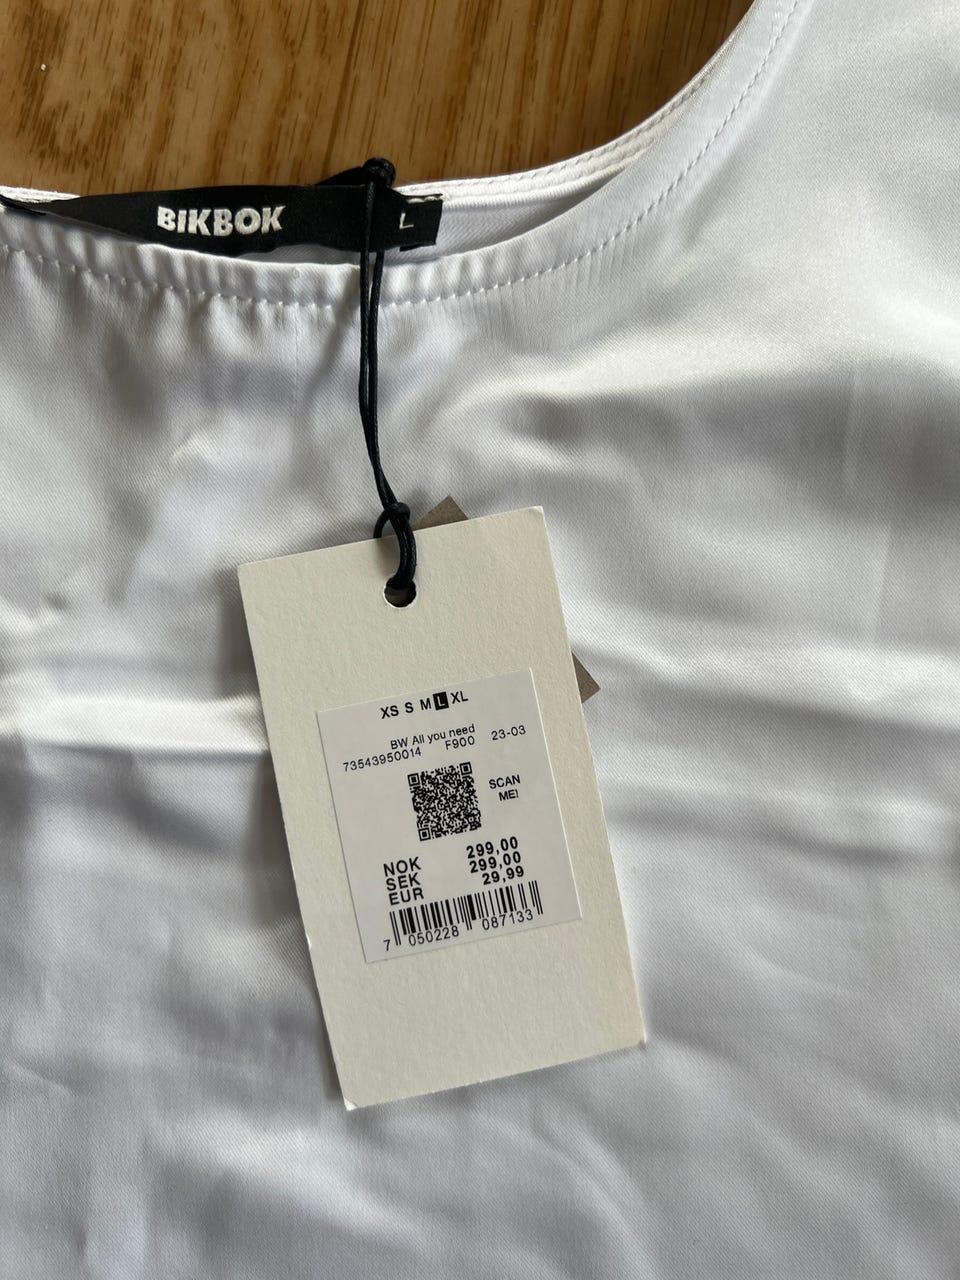 BIKBOK
L
XS S M L XL
BW All you need
73543950014 F900 23-03
SCAN
ME!
NOK 299,00
SEK 299,00
EUR 29,99
7 050228 087133